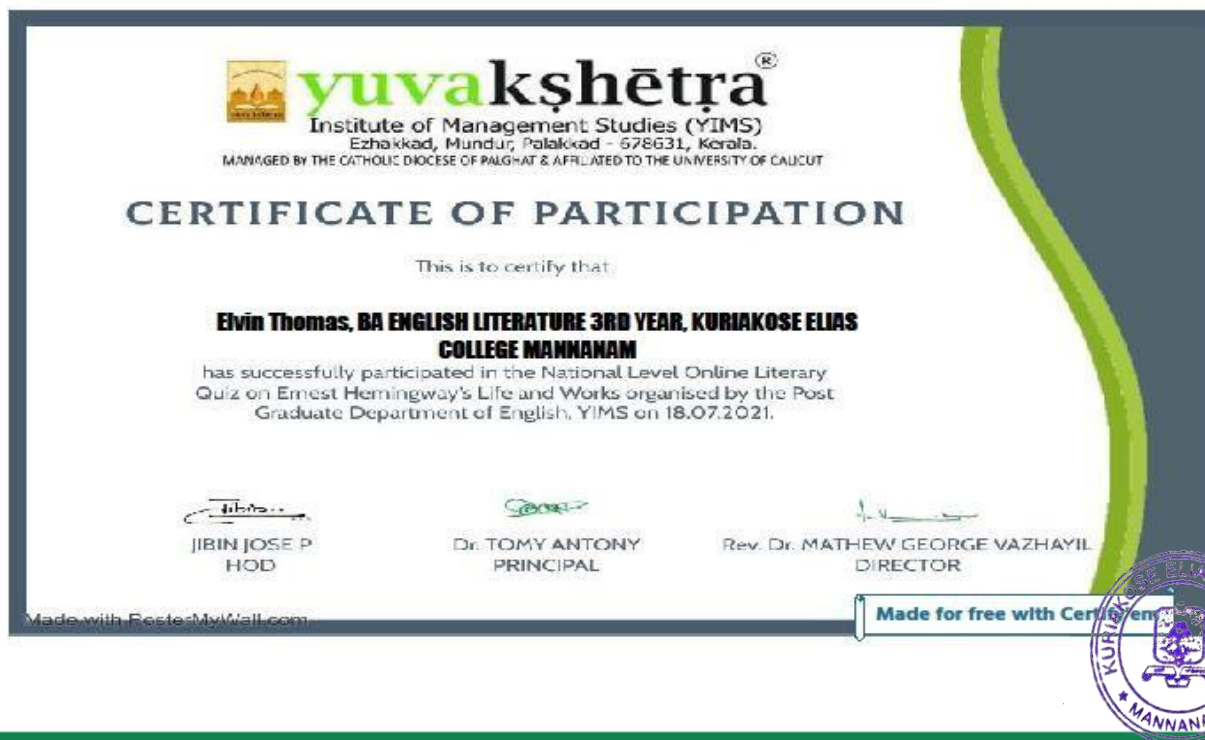 yuvakṣhētṛa®
Institute of Management Studies (YIMS)
Ezhakkad, Mundur, Palakkad - 678631, Kerala.
MANAGED BY THE CATHOLIC DIOCESE OF PALGHAT & AFFILIATED TO THE UNIVERSITY OF CALICUT
CERTIFICATE OF PARTICIPATION
This is to certify that
Elvin Thomas, BA ENGLISH LITERATURE 3RD YEAR, KURIAKOSE ELIAS
COLLEGE MANNANAM
has successfully participated in the National Level Online Literary
Quiz on Ernest Hemingway's Life and Works organised by the Post
Graduate Department of English, YIMS on 18.07.2021.
JIBIN JOSE P
HOD
Dr. TOMY ANTONY
PRINCIPAL
Rev. Dr. MATHEW GEORGE VAZHAYIL
DIRECTOR
Made with PosterMyWall.com
Made for free with
KURIAKOSE